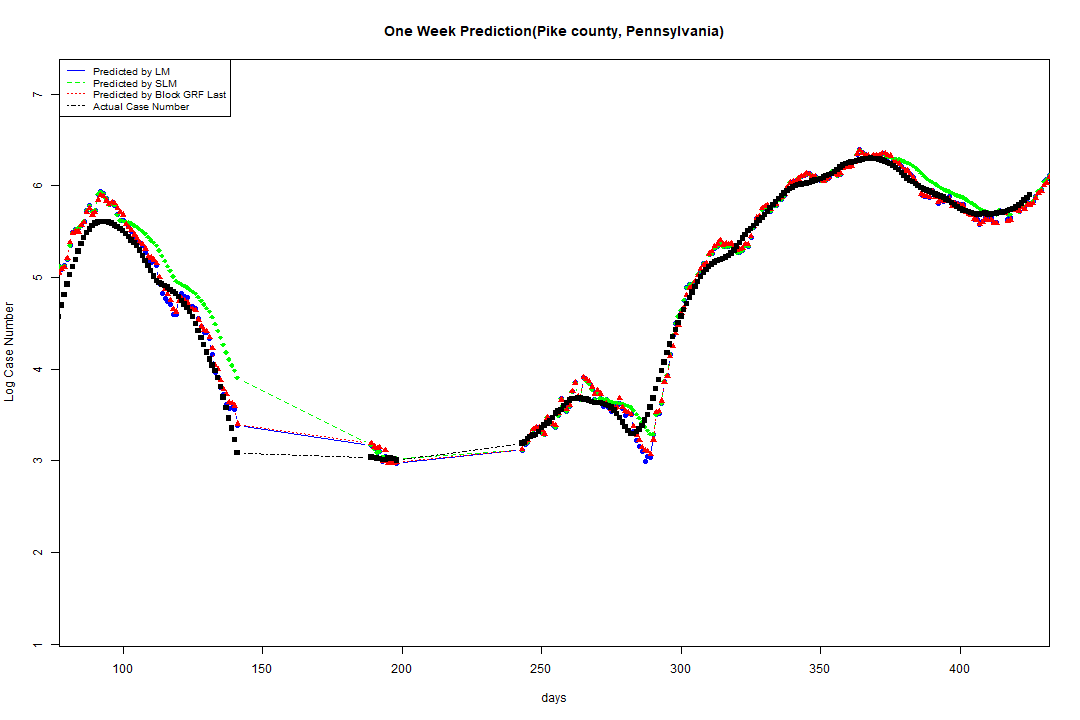 One Week Prediction(Pike county, Pennsylvania)
Predicted by LM
Predicted by SLM
Predicted by Block GRF Last
Actual Case Number
7
6
5
4
3
2
1
Log Case Number
100 150 200 250 300 350 400
days